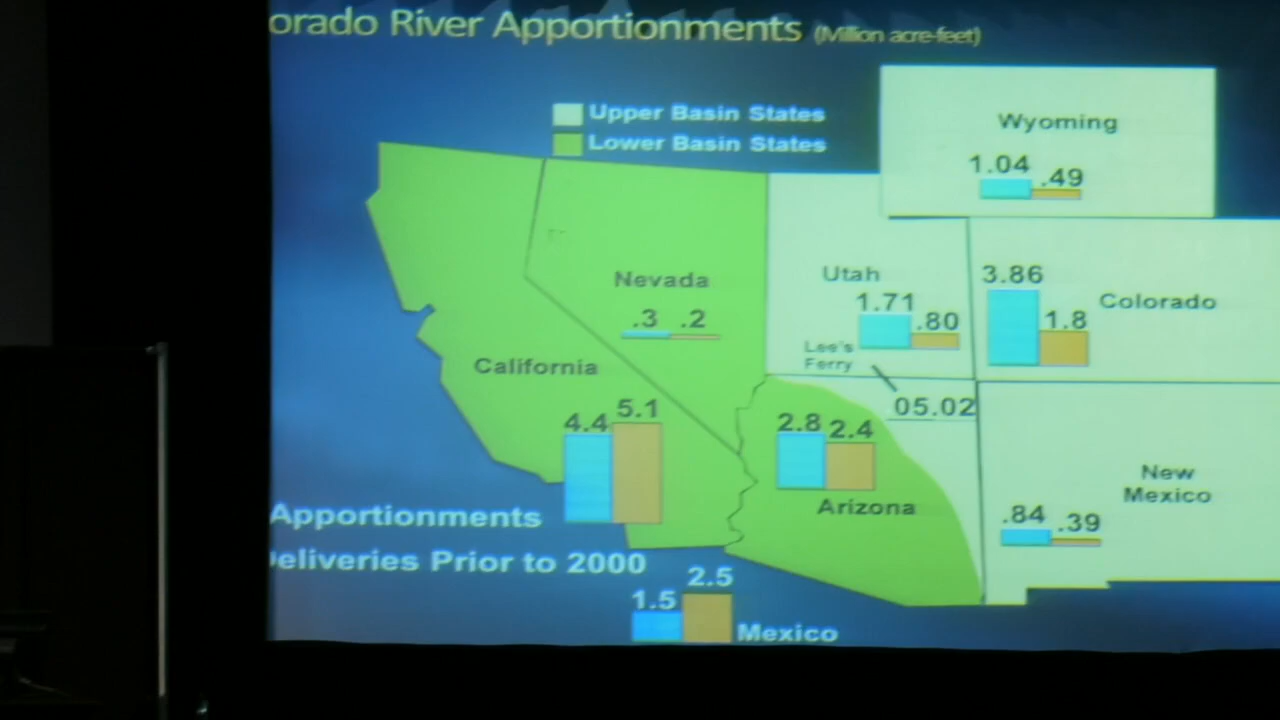 orado River Apportionments (Million acre-feet)
Upper Basin States
Lower Basin States
Wyoming
1.04 .49
Nevada
.3 .2
Utah
1.71 .80
Lee's
Ferry
3.86
1.8
Colorado
California
4.4 5.1
05.02
2.8 2.4
Arizona
New
Mexico
.84 .39
Apportionments
eliveries Prior to 2000
1.5 2.5
Mexico